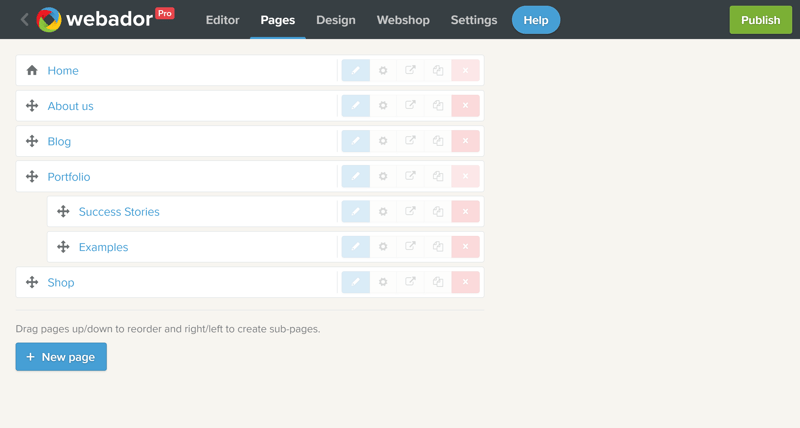 webador Pro Editor Pages Design Webshop Settings Help Publish
Home
About us
Blog
Portfolio
Success Stories
Examples
Shop
Drag pages up/down to reorder and right/left to create sub-pages.
+ New page